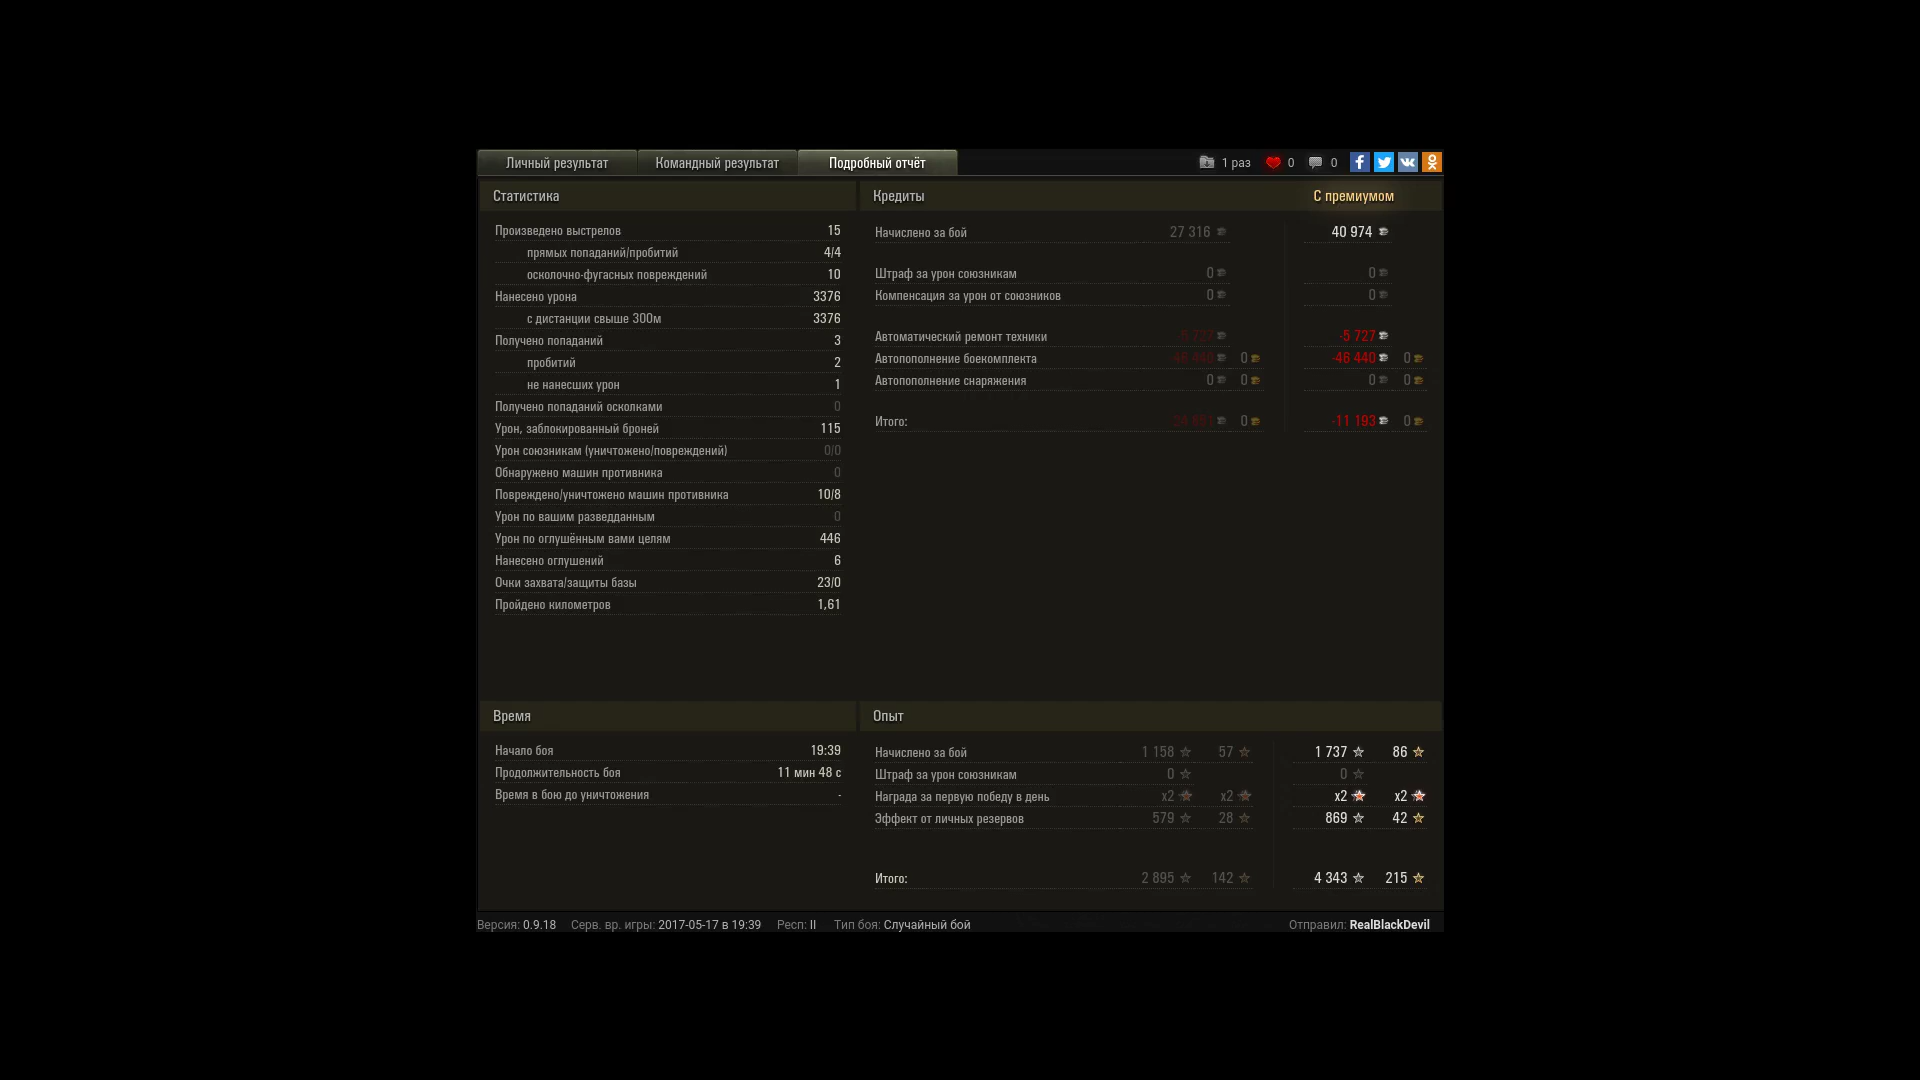 Личный результат Командный результат Подробный отчёт 1 раз 0 0
Статистика
Произведено выстрелов 15
прямых попаданий/пробитий 4/4
осколочно-фугасных повреждений 10
Нанесено урона 3376
с дистанции свыше 300м 3376
Получено попаданий 3
пробитий 2
не нанесших урон 1
Получено попаданий осколками 0
Урон, заблокированный броней 115
Урон союзникам (уничтожено/повреждений) 0/0
Обнаружено машин противника 0
Повреждено/уничтожено машин противника 10/8
Урон по вашим разведданным 0
Урон по оглушённым вами целям 446
Нанесено оглушений 6
Очки захвата/защиты базы 23/0
Пройдено километров 1,61
Кредиты С премиумом
Начислено за бой 27 316 40 974
Штраф за урон союзникам 0 0
Компенсация за урон от союзников 0 0
Автоматический ремонт техники -5 727 -5 727
Автопополнение боекомплекта -46 440 0 -46 440 0
Автопополнение снаряжения 0 0 0 0
Итого: 0 -11 193 0
Время
Начало боя 19:39
Продолжительность боя 11 мин 48 с
Время в бою до уничтожения -
Опыт
Начислено за бой 1 158 57 1 737 86
Штраф за урон союзникам 0 0
Награда за первую победу в день x2 x2 x2 x2
Эффект от личных резервов 579 28 869 42
Итого: 2 895 142 4 343 215
Версия: 0.9.18 Серв. вр. игры: 2017-05-17 в 19:39 Респ: II Тип боя: Случайный бой Отправил: RealBlackDevil